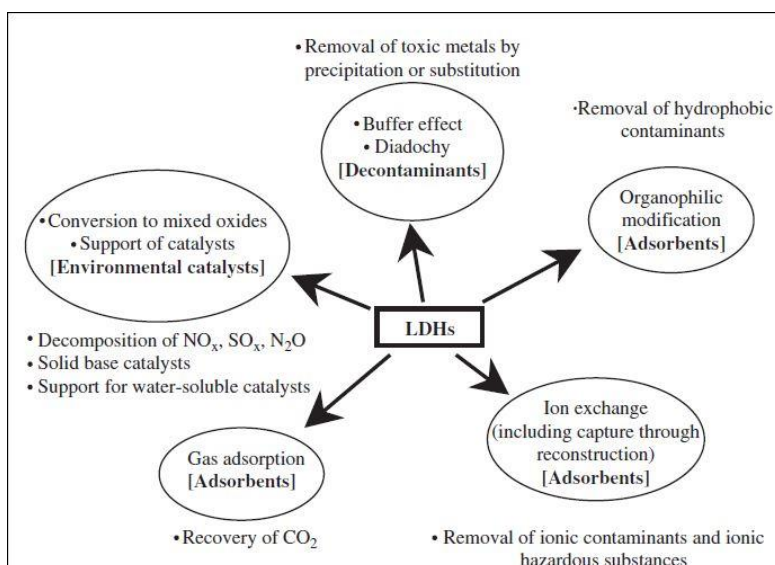 • Removal of toxic metals by
precipitation or substitution
• Buffer effect
• Diadochy
[Decontaminants]
·Removal of hydrophobic
contaminants
Organophilic
modification
[Adsorbents]
• Conversion to mixed oxides
• Support of catalysts
[Environmental catalysts]
LDHs
• Decomposition of NOₓ, SOₓ, N₂O
• Solid base catalysts
• Support for water-soluble catalysts
Ion exchange
(including capture through
reconstruction)
[Adsorbents]
Gas adsorption
[Adsorbents]
• Recovery of CO₂
• Removal of ionic contaminants and ionic
hazardous substances